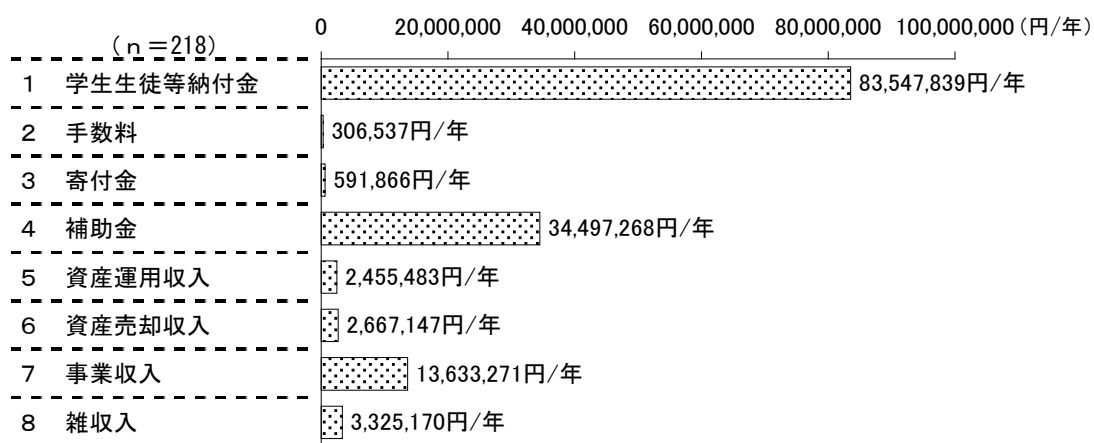 0 20,000,000 40,000,000 60,000,000 80,000,000 100,000,000 (円/年)
(ｎ=218)
1 学生生徒等納付金 83,547,839円/年
2 手数料 306,537円/年
3 寄付金 591,866円/年
4 補助金 34,497,268円/年
5 資産運用収入 2,455,483円/年
6 資産売却収入 2,667,147円/年
7 事業収入 13,633,271円/年
8 雑収入 3,325,170円/年